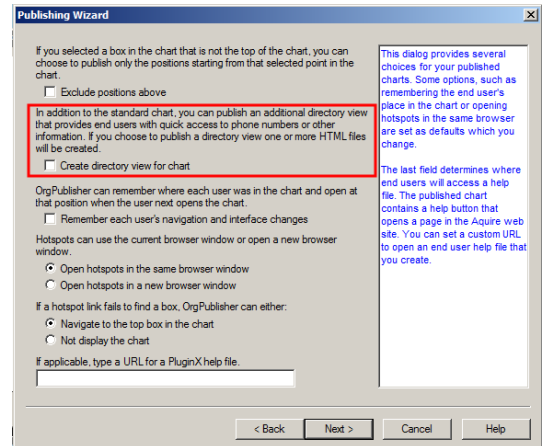 Publishing Wizard
If you selected a box in the chart that is not the top of the chart, you can
choose to publish only the positions starting from that selected point in the
chart.
Exclude positions above
In addition to the standard chart, you can publish an additional directory view
that provides end users with quick access to phone numbers or other
information. If you choose to publish a directory view one or more HTML files
will be created.
Create directory view for chart
OrgPublisher can remember where each user was in the chart and open at
that position when the user next opens the chart.
Remember each user's navigation and interface changes
Hotspots can use the current browser window or open a new browser
window.
Open hotspots in the same browser window
Open hotspots in a new browser window
If a hotspot link fails to find a box, OrgPublisher can either:
Navigate to the top box in the chart
Not display the chart
If applicable, type a URL for a PluginX help file.
This dialog provides several
choices for your published
charts. Some options, such as
remembering the end user's
place in the chart or opening
hotspots in the same browser
are set as defaults which you
change.
The last field determines where
end users will access a help
file. The published chart
contains a help button that
opens a page in the Aquire web
site. You can set a custom URL
to open an end user help file that
you create.
< Back
Next >
Cancel
Help